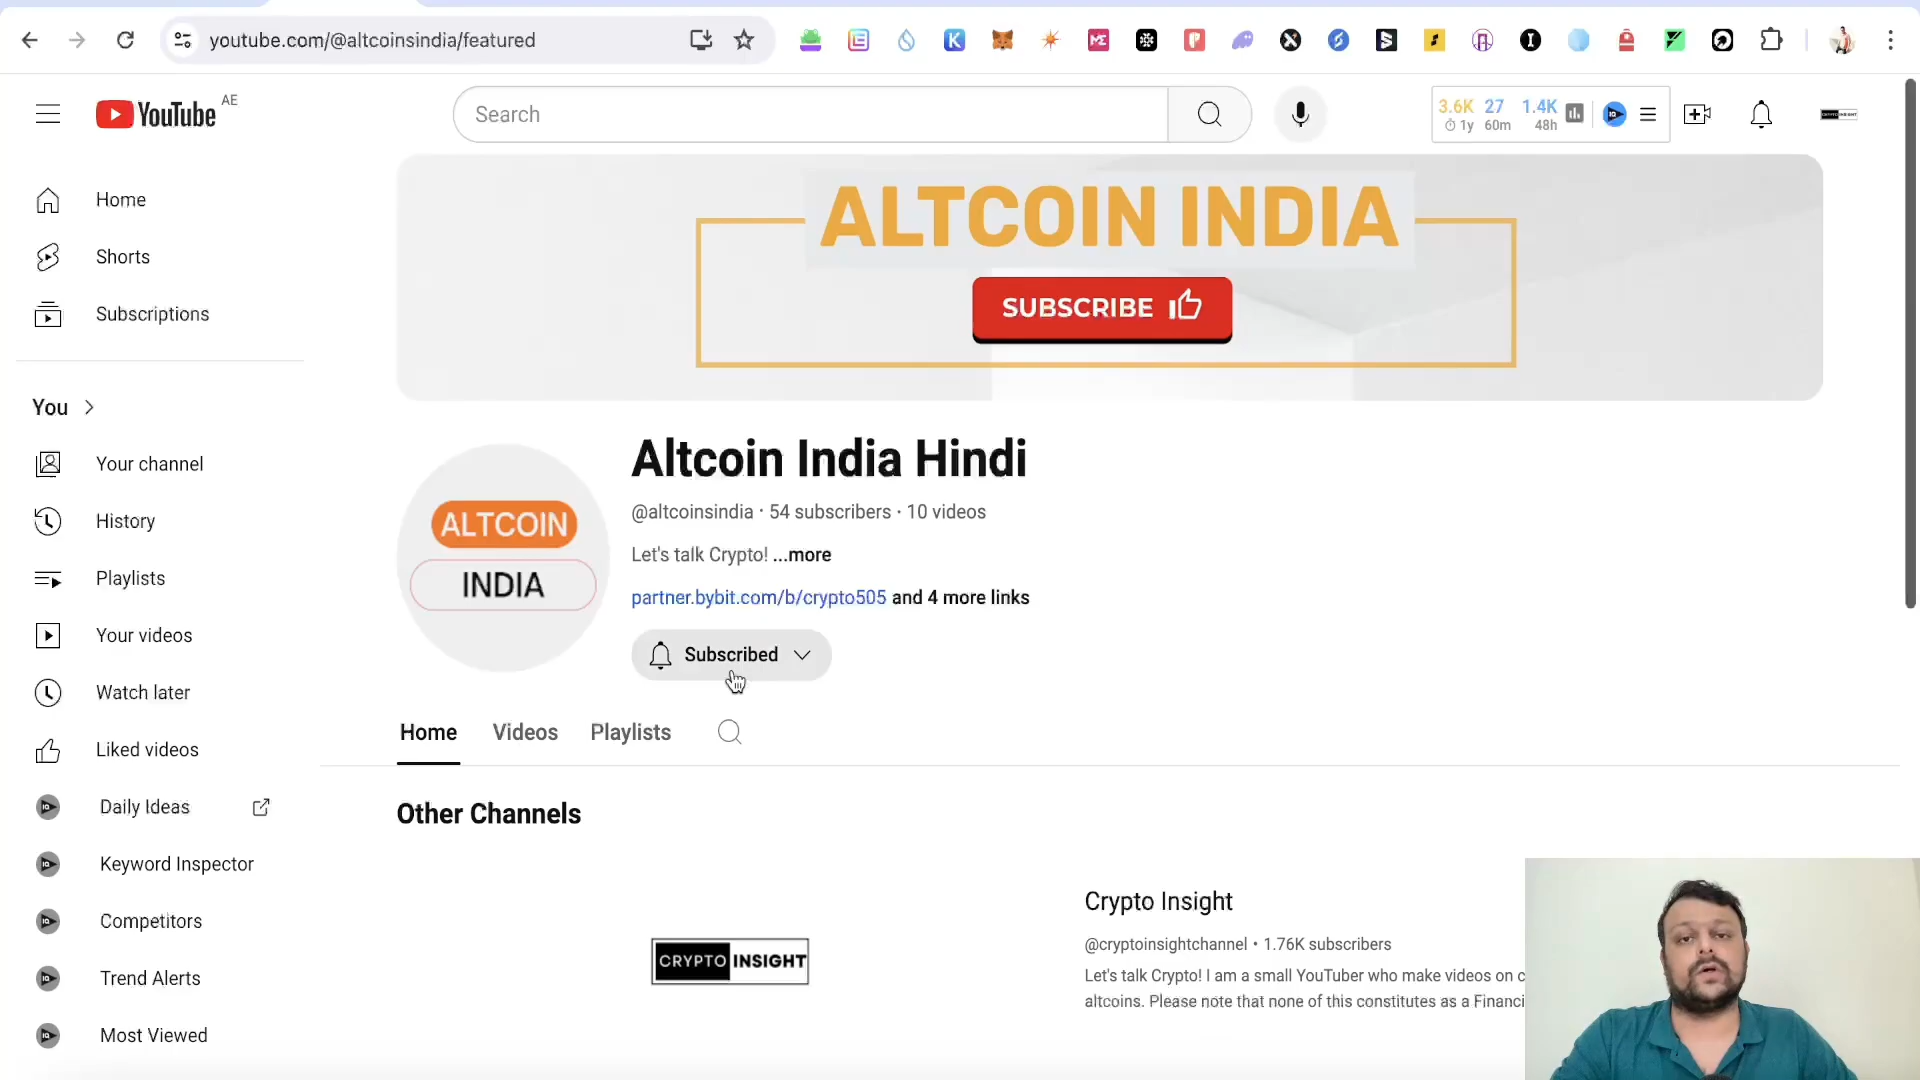 youtube.com/@altcoinsindia/featured
YouTube AE
Search
3.6K 27 1.4K
1y 60m 48h
Home
Shorts
Subscriptions
You
Your channel
History
Playlists
Your videos
Watch later
Liked videos
Daily Ideas
Keyword Inspector
Competitors
Trend Alerts
Most Viewed
ALTCOIN INDIA
SUBSCRIBE
ALTCOIN
INDIA
Altcoin India Hindi
@altcoinsindia · 54 subscribers · 10 videos
Let's talk Crypto! ...more
partner.bybit.com/b/crypto505 and 4 more links
Subscribed
Home Videos Playlists
Other Channels
CRYPTO INSIGHT
Crypto Insight
@cryptoinsightchannel • 1.76K subscribers
Let's talk Crypto! I am a small YouTuber who make videos on c
altcoins. Please note that none of this constitutes as a Financi